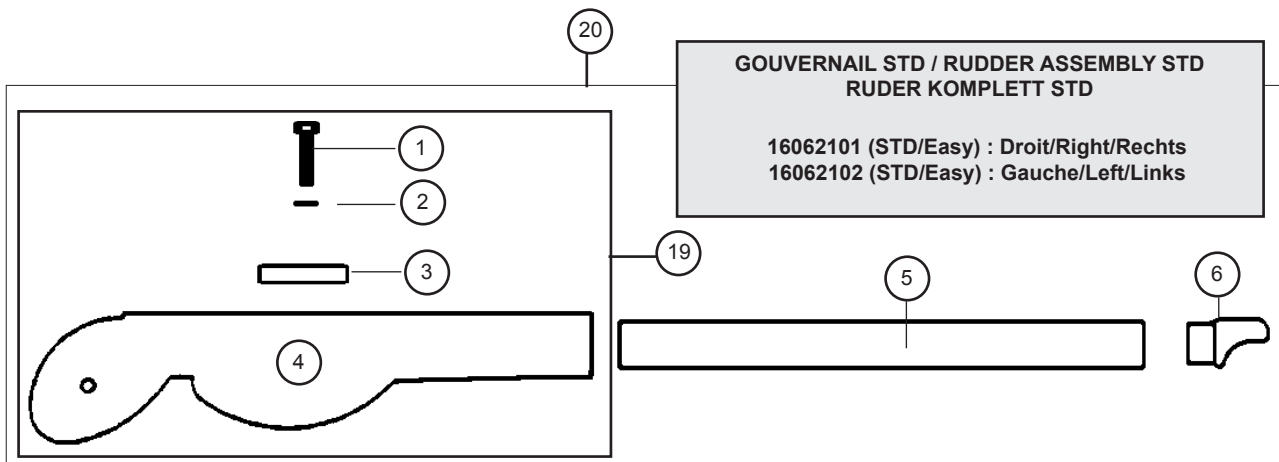 20
GOUVERNAIL STD / RUDDER ASSEMBLY STD
RUDER KOMPLETT STD
16062101 (STD/Easy) : Droit/Right/Rechts
16062102 (STD/Easy) : Gauche/Left/Links
1
2
19
3
5
6
4